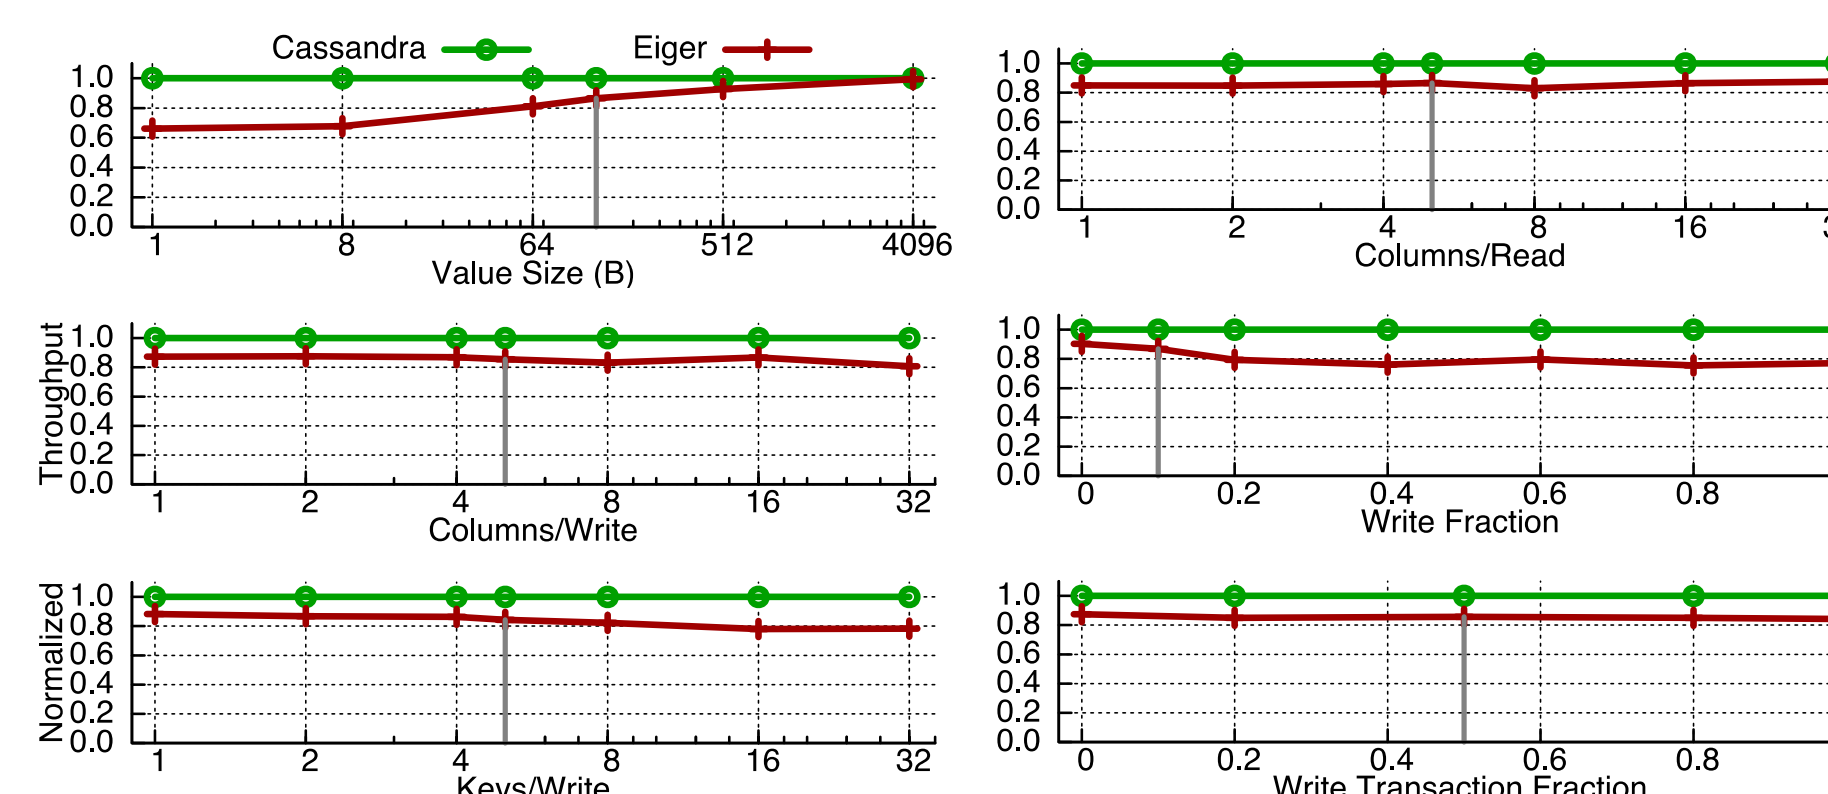 Cassandra Eiger
1.0
0.8
0.6
0.4
0.2
0.0
1 8 64 512 4096
Value Size (B)
1.0
0.8
0.6
0.4
0.2
0.0
1 2 4 8 16
Columns/Read
Normalized Throughput
1.0
0.8
0.6
0.4
0.2
0.0
1 2 4 8 16 32
Columns/Write
1.0
0.8
0.6
0.4
0.2
0.0
0 0.2 0.4 0.6 0.8
Write Fraction
1.0
0.8
0.6
0.4
0.2
0.0
1 2 4 8 16 32
Keys/Write
1.0
0.8
0.6
0.4
0.2
0.0
0 0.2 0.4 0.6 0.8
Write Transaction Fraction